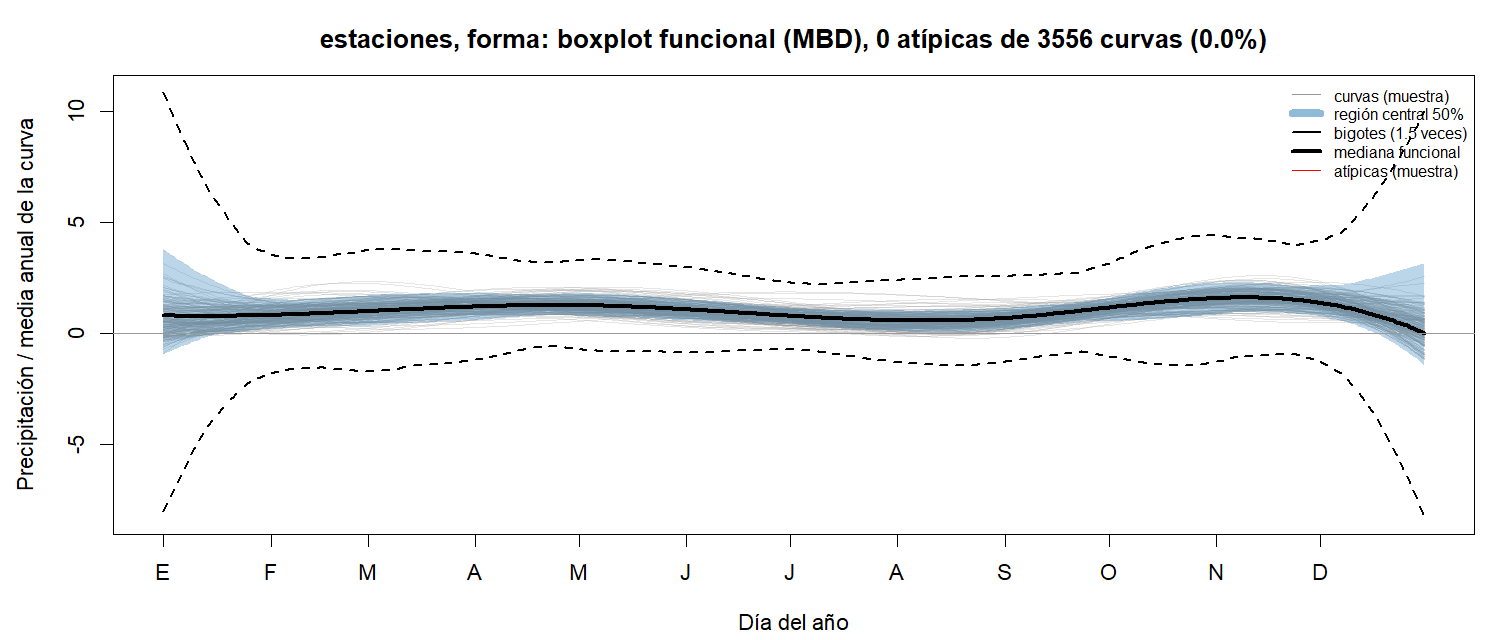 estaciones, forma: boxplot funcional (MBD), 0 atípicas de 3556 curvas (0.0%)
Precipitación / media anual de la curva
10
5
0
-5
curvas (muestra)
región central 50%
bigotes (1.5 veces)
mediana funcional
atípicas (muestra)
E F M A M J J A S O N D
Día del año